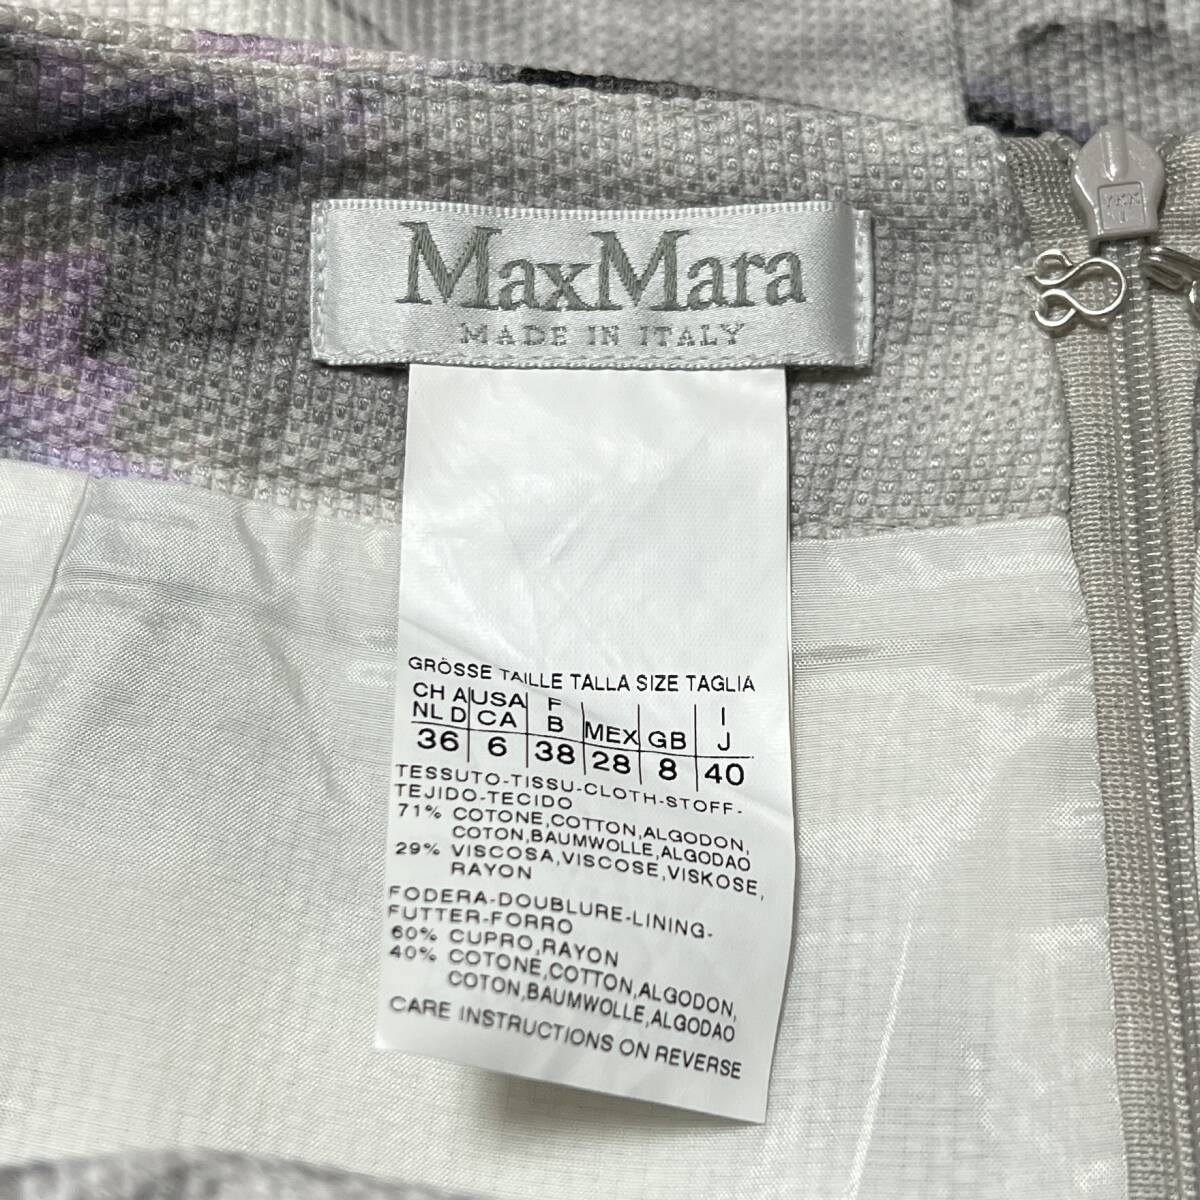 MaxMara
MADE IN ITALY
GRÖSSE TAILLE TALLA SIZE TAGLIA
CH A USA F I
NL D CA B MEX GB J
36 6 38 28 8 40
TESSUTO-TISSU-CLOTH-STOFF-
TEJIDO-TECIDO
71% COTONE,COTTON,ALGODON,
COTON,BAUMWOLLE,ALGODAO
29% VISCOSA,VISCOSE,VISKOSE,
RAYON
FODERA-DOUBLURE-LINING-
FUTTER-FORRO
60% CUPRO,RAYON
40% COTONE,COTTON,ALGODON,
COTON,BAUMWOLLE,ALGODAO
CARE INSTRUCTIONS ON REVERSE
YKK